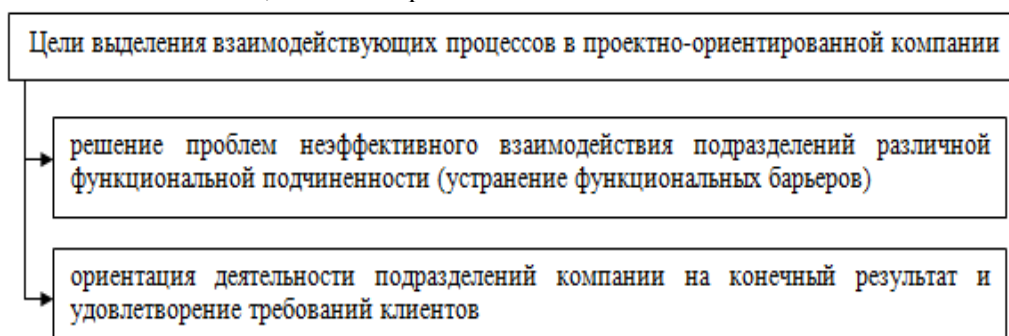 Цели выделения взаимодействующих процессов в проектно-ориентированной компании
решение проблем неэффективного взаимодействия подразделений различной
функциональной подчиненности (устранение функциональных барьеров)
ориентация деятельности подразделений компании на конечный результат и
удовлетворение требований клиентов